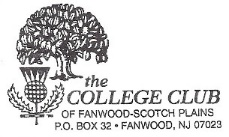 the
COLLEGE CLUB
OF FANWOOD-SCOTCH PLAINS
P.O. BOX 32 • FANWOOD, NJ 07023